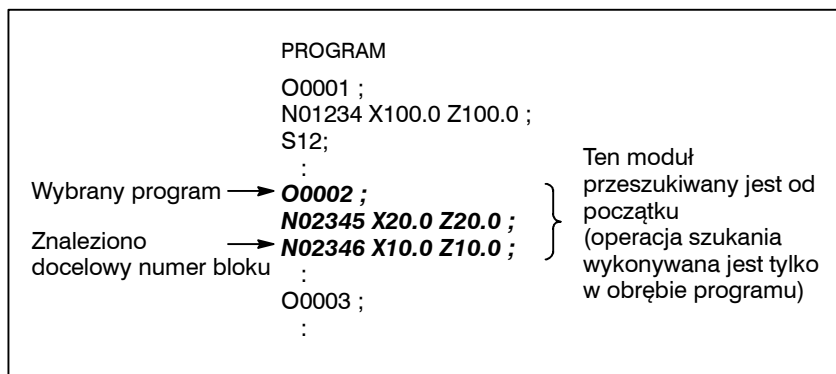 PROGRAM
O0001 ;
N01234 X100.0 Z100.0 ;
S12;
:
Wybrany program
O0002 ;
N02345 X20.0 Z20.0 ;
Znaleziono
docelowy numer bloku
N02346 X10.0 Z10.0 ;
:
O0003 ;
:
Ten moduł
przeszukiwany jest od
początku
(operacja szukania
wykonywana jest tylko
w obrębie programu)